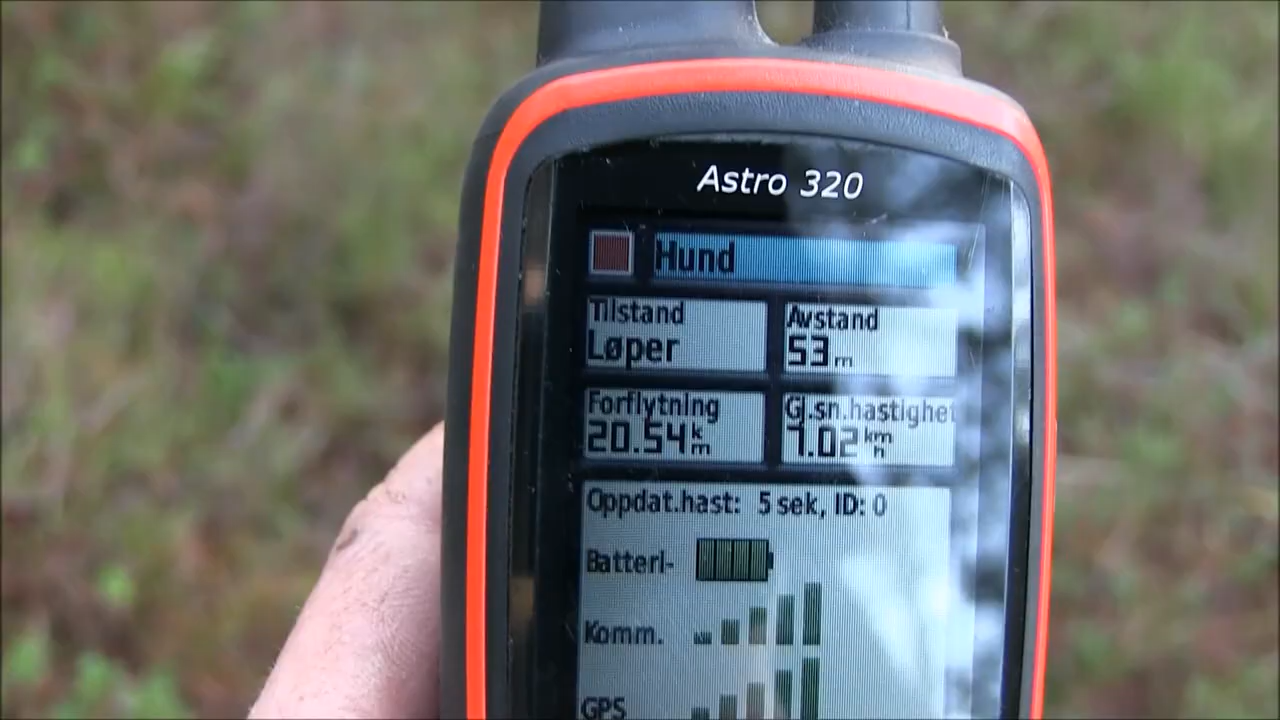 Astro 320
Hund
Tilstand
Løper
Avstand
53 m
Forflytning
20.54 km
Gj.sn.hastighet
7.02 km h
Oppdat.hast: 5 sek, ID: 0
Batteri-
Komm.
GPS